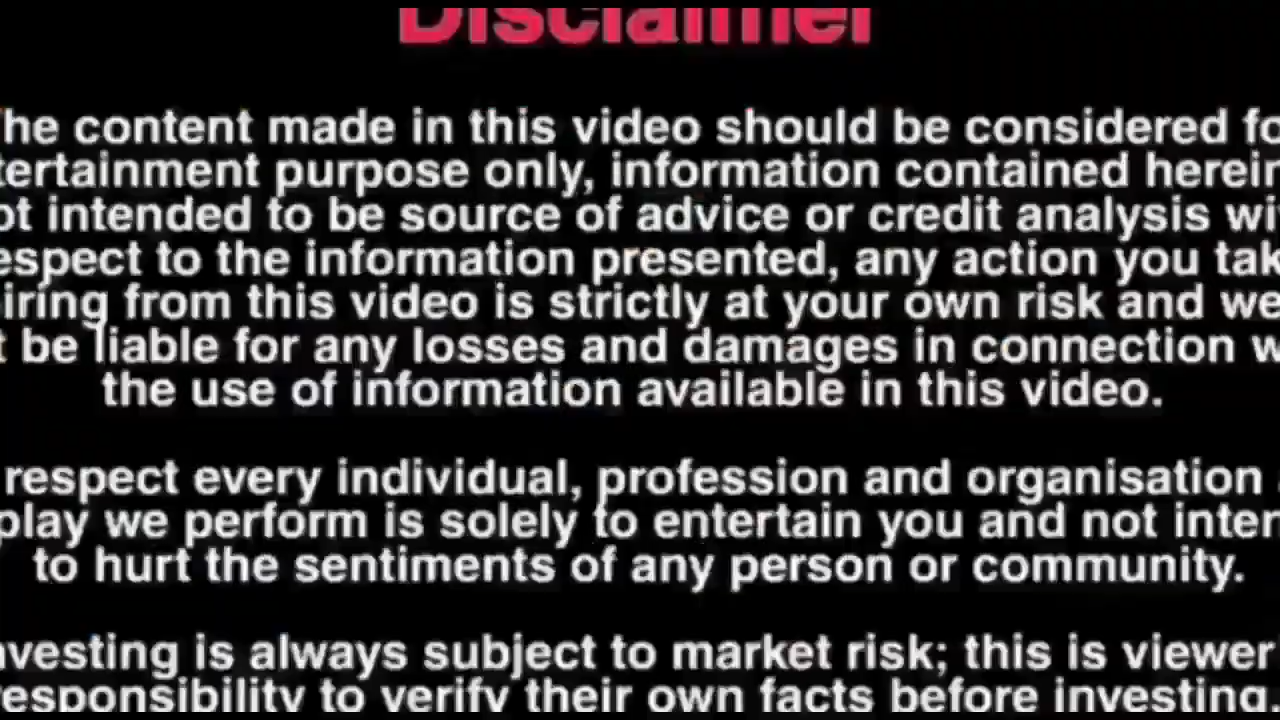 Disclaimer
The content made in this video should be considered fo
tertainment purpose only, information contained herein
ot intended to be source of advice or credit analysis wi
espect to the information presented, any action you tak
iring from this video is strictly at your own risk and we
t be liable for any losses and damages in connection w
the use of information available in this video.
respect every individual, profession and organisation
play we perform is solely to entertain you and not inten
to hurt the sentiments of any person or community.
nvesting is always subject to market risk; this is viewer
responsibility to verify their own facts before investing.